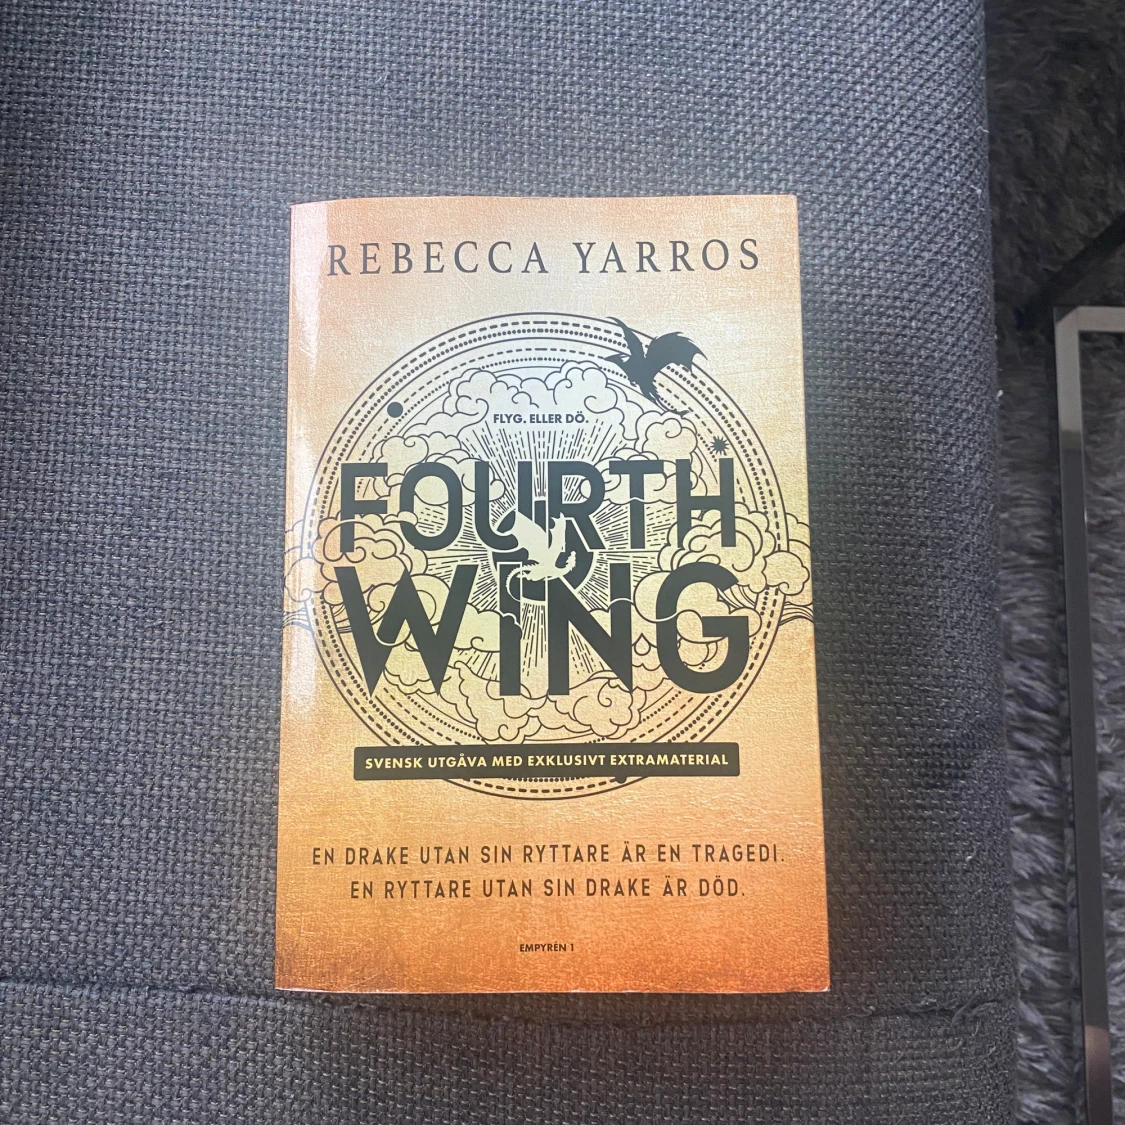 REBECCA YARROS
FLYG. ELLER DÖ.
FOURTH
WING
SVENSK UTGÅVA MED EXKLUSIVT EXTRAMATERIAL
EN DRAKE UTAN SIN RYTTARE ÄR EN TRAGEDI.
EN RYTTARE UTAN SIN DRAKE ÄR DÖD.
EMPYRÉN 1